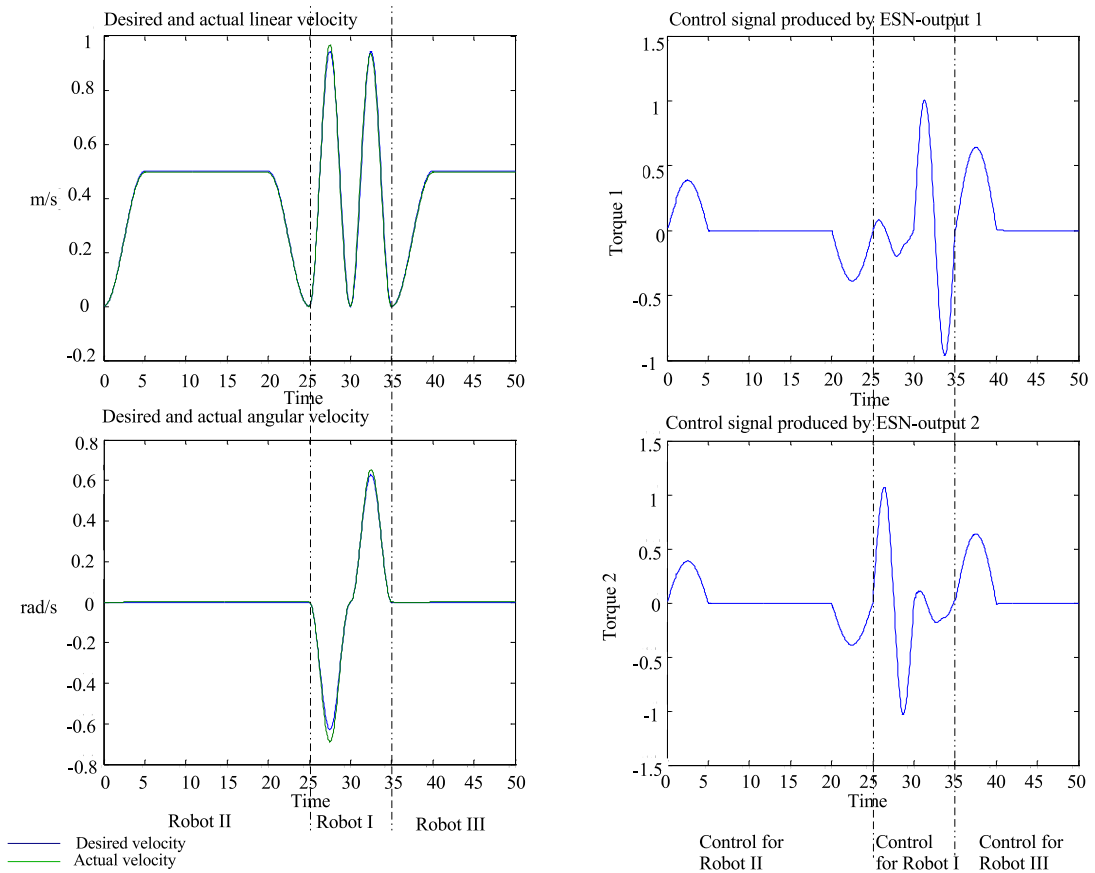 Desired and actual linear velocity
1
0.8
0.6
m/s
0.4
0.2
0
-0.2
0 5 10 15 20 25 30 35 40 45 50
Time
Control signal produced by ESN-output 1
1.5
1
0.5
Torque 1
0
-0.5
-1
0 5 10 15 20 25 30 35 40 45 50
Time
Desired and actual angular velocity
0.8
0.6
0.4
0.2
rad/s
0
-0.2
-0.4
-0.6
-0.8
0 5 10 15 20 25 30 35 40 45 50
Time
Robot II Robot I Robot III
Desired velocity
Actual velocity
Control signal produced by ESN-output 2
1.5
1
0.5
Torque 2
0
-0.5
-1
-1.5
0 5 10 15 20 25 30 35 40 45 50
Time
Control for Robot II
Control for Robot I
Control for Robot III